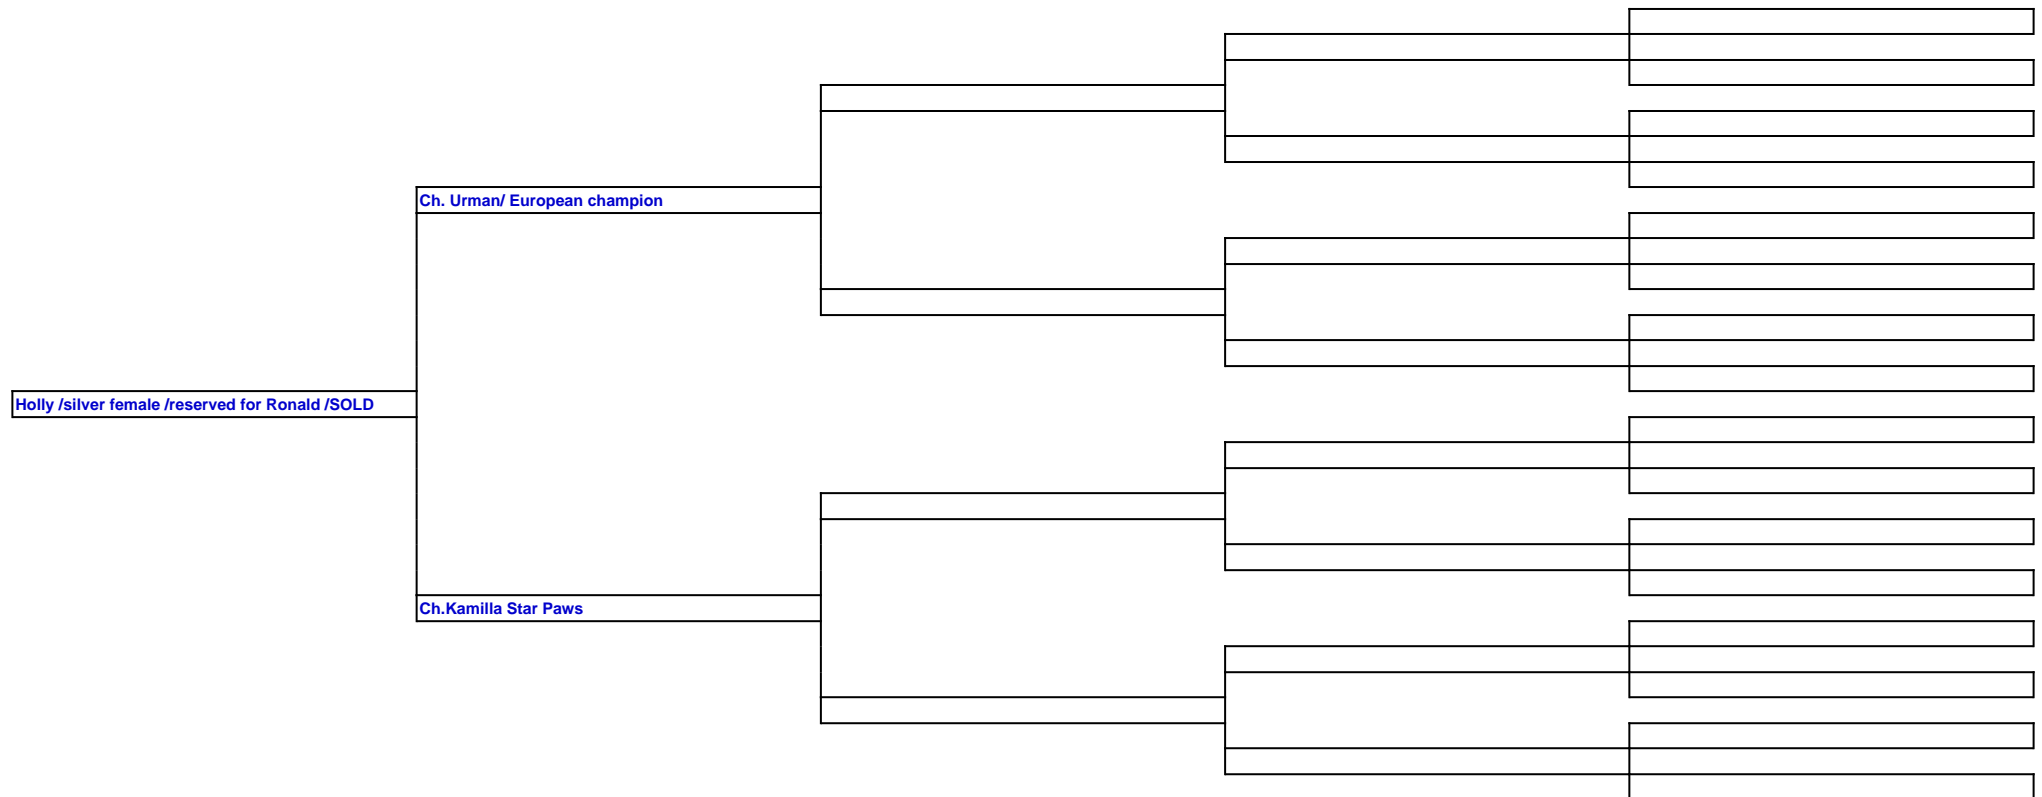 Ch. Urman/ European champion
Holly /silver female /reserved for Ronald /SOLD
Ch.Kamilla Star Paws